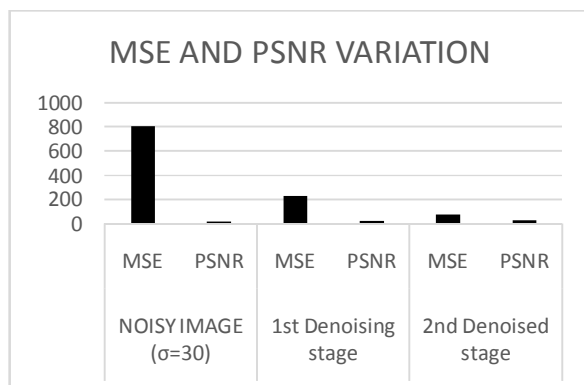 MSE AND PSNR VARIATION
1000
800
600
400
200
0
MSE PSNR MSE PSNR MSE PSNR
NOISY IMAGE (σ=30)
1st Denoising stage
2nd Denoised stage